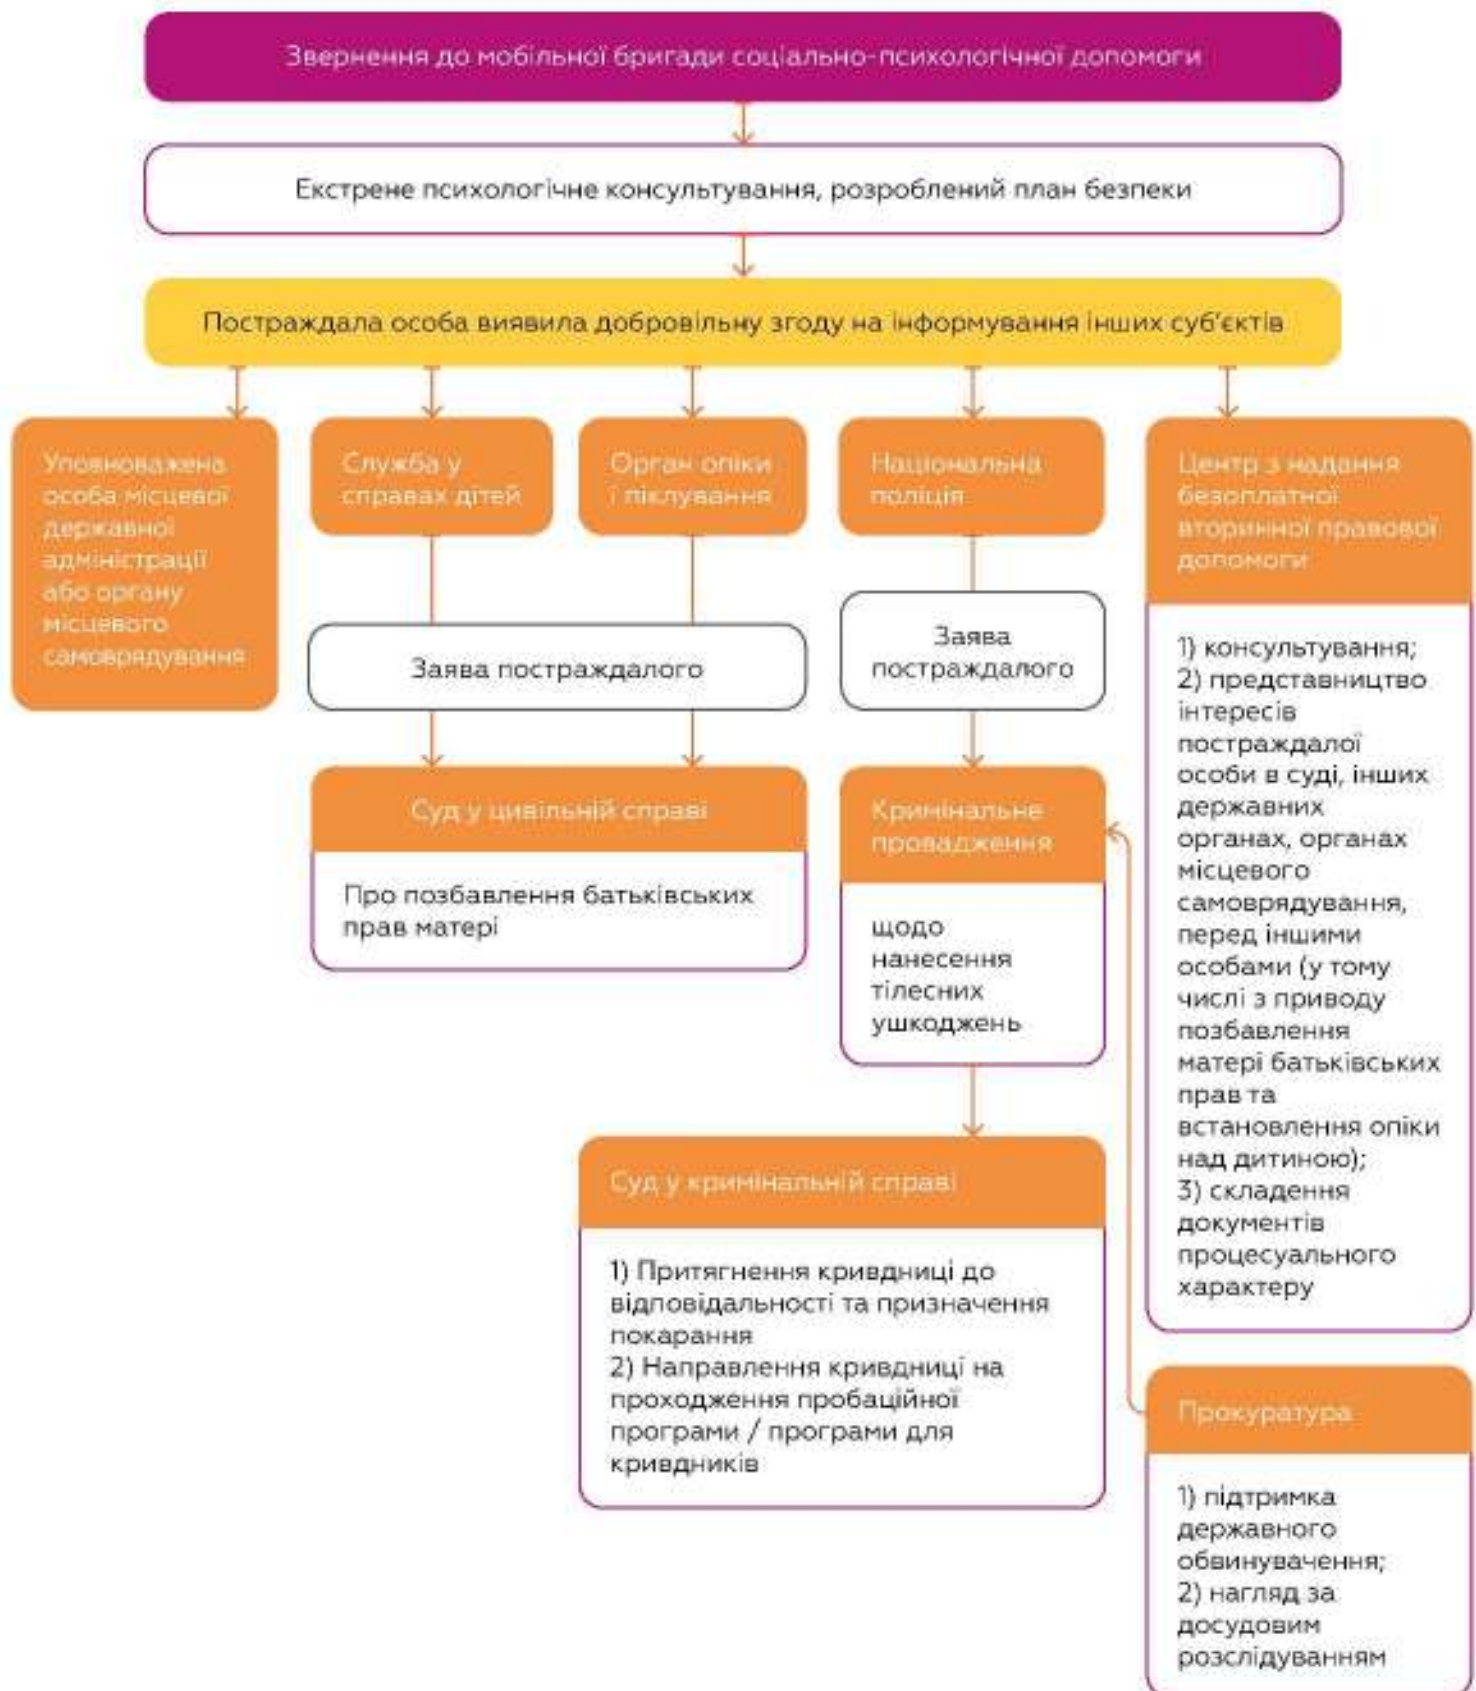 Звернення до мобільної бригади соціально-психологічної допомоги
Екстрене психологічне консультування, розроблений план безпеки
Постраждала особа виявила добровільну згоду на інформування інших суб'єктів
Уповноважена
особа місцевої
державної
адміністрації
або органу
місцевого
самоврядування
Служба у
справах дітей
Орган опіки
і піклування
Національна
поліція
Центр з надання
безоплатної
вторинної правової
допомоги
Заява постраждалого
Заява
постраждалого
1) консультування;
2) представництво
інтересів
постраждалої
особи в суді, інших
державних
органах, органах
місцевого
самоврядування,
перед іншими
особами (у тому
числі з приводу
позбавлення
матері батьківських
прав та
встановлення опіки
над дитиною);
3) складення
документів
процесуального
характеру
Суд у цивільній справі
Про позбавлення батьківських
прав матері
Кримінальне
провадження
щодо
нанесення
тілесних
ушкоджень
Суд у кримінальній справі
1) Притягнення кривдниці до
відповідальності та призначення
покарання
2) Направлення кривдниці на
проходження пробаційної
програми / програми для
кривдників
Прокуратура
1) підтримка
державного
обвинувачення;
2) нагляд за
досудовим
розслідуванням